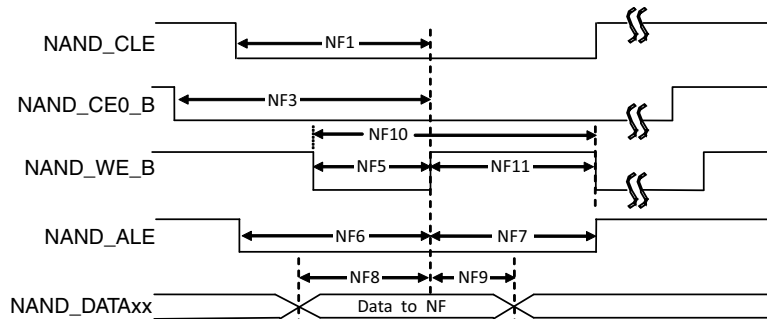 NAND_CLE
NF1
NAND_CE0_B
NF3
NF10
NAND_WE_B
NF5
NF11
NAND_ALE
NF6
NF7
NF8
NF9
NAND_DATAxx
Data to NF